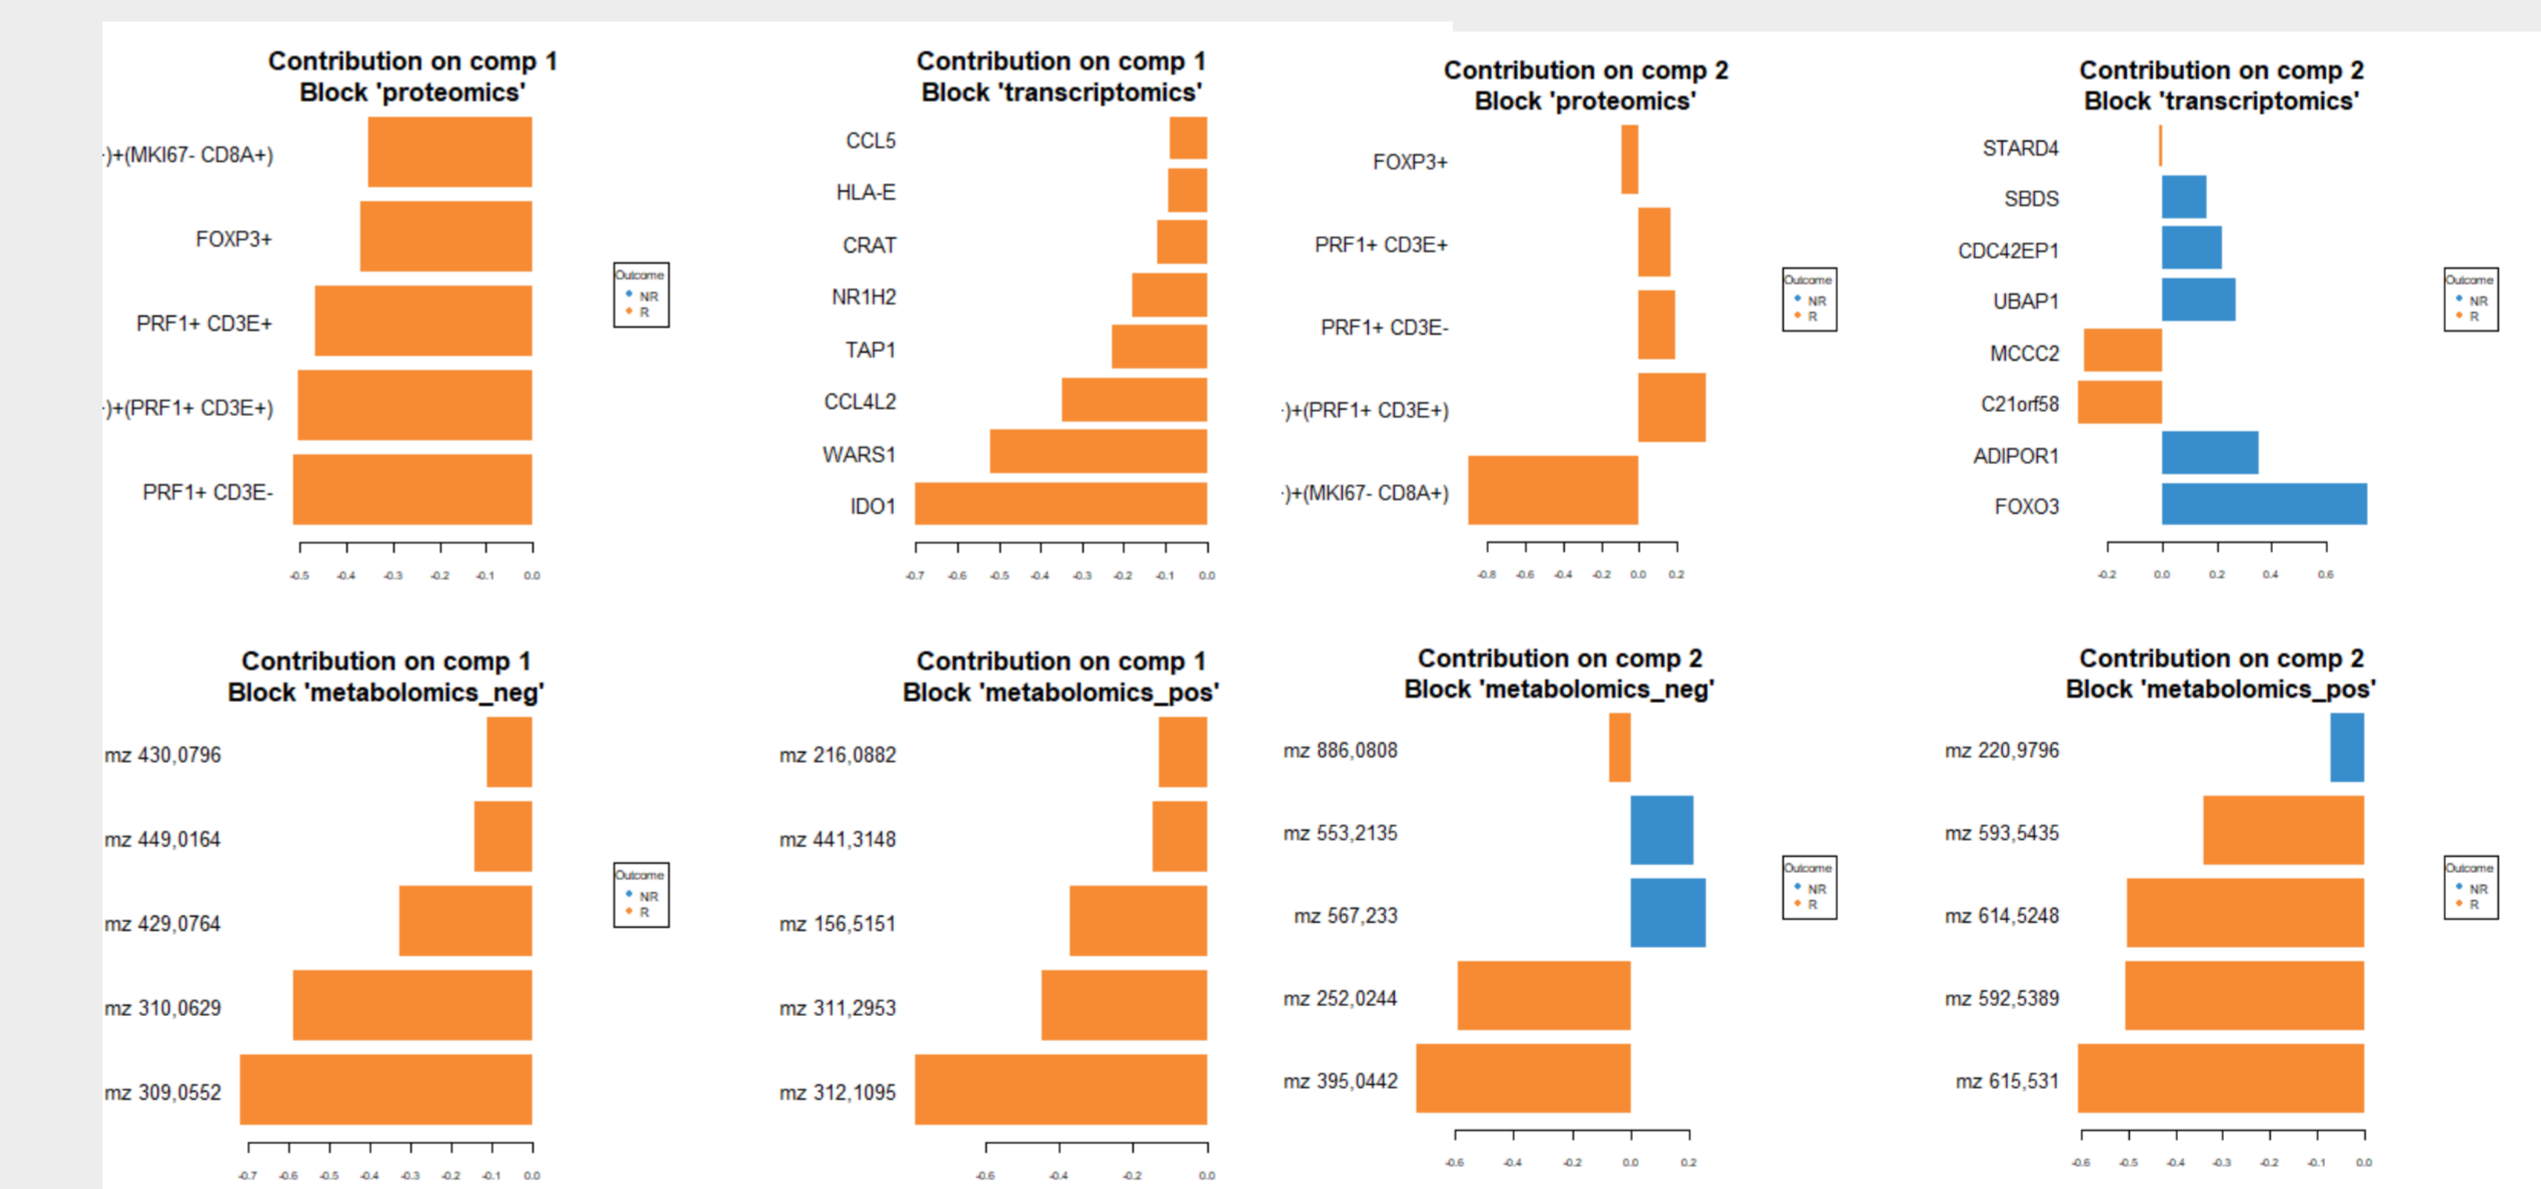 Contribution on comp 1
Block 'proteomics'
)+(MKI67- CD8A+)
FOXP3+
PRF1+ CD3E+
)+(PRF1+ CD3E+)
PRF1+ CD3E-
-0.5 -0.4 -0.3 -0.2 -0.1 0.0
Outcome
NR
R
Contribution on comp 1
Block 'transcriptomics'
CCL5
HLA-E
CRAT
NR1H2
TAP1
CCL4L2
WARS1
IDO1
-0.7 -0.6 -0.5 -0.4 -0.3 -0.2 -0.1 0.0
Contribution on comp 2
Block 'proteomics'
FOXP3+
PRF1+ CD3E+
PRF1+ CD3E-
)+(PRF1+ CD3E+)
)+(MKI67- CD8A+)
-0.8 -0.6 -0.4 -0.2 0.0 0.2
Outcome
NR
R
Contribution on comp 2
Block 'transcriptomics'
STARD4
SBDS
CDC42EP1
UBAP1
MCCC2
C21orf58
ADIPOR1
FOXO3
-0.2 0.0 0.2 0.4 0.6
Outcome
NR
R
Contribution on comp 1
Block 'metabolomics_neg'
mz 430,0796
mz 449,0164
mz 429,0764
mz 310,0629
mz 309,0552
-0.7 -0.6 -0.5 -0.4 -0.3 -0.2 -0.1 0.0
Outcome
NR
R
Contribution on comp 1
Block 'metabolomics_pos'
mz 216,0882
mz 441,3148
mz 156,5151
mz 311,2953
mz 312,1095
-0.6 -0.4 -0.2 0.0
Contribution on comp 2
Block 'metabolomics_neg'
mz 886,0808
mz 553,2135
mz 567,233
mz 252,0244
mz 395,0442
-0.6 -0.4 -0.2 0.0 0.2
Outcome
NR
R
Contribution on comp 2
Block 'metabolomics_pos'
mz 220,9796
mz 593,5435
mz 614,5248
mz 592,5389
mz 615,531
-0.6 -0.5 -0.4 -0.3 -0.2 -0.1 0.0
Outcome
NR
R